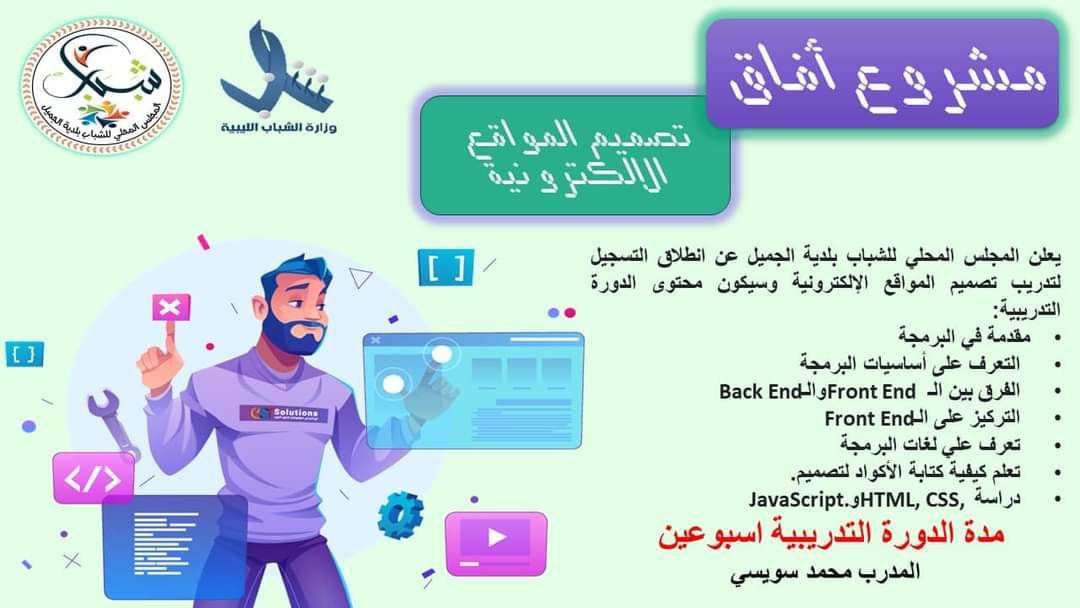 مشروع أفاق
تصميم المواقع
الالكترونية
شباب
وزارة الشباب الليبية
المجلس المحلي للشباب بلدية الجميل
يعلن المجلس المحلي للشباب بلدية الجميل عن انطلاق التسجيل
لتدريب تصميم المواقع الإلكترونية وسيكون محتوى الدورة
التدريبية:
• مقدمة في البرمجة
• التعرف على أساسيات البرمجة
• الفرق بين الـ Front End والـBack End
• التركيز على الـFront End
• تعرف علي لغات البرمجة
• تعلم كيفية كتابة الأكواد لتصميم.
• دراسة HTML, CSS, وJavaScript.
مدة الدورة التدريبية اسبوعين
المدرب محمد سويسي
Solutions
[ ]
{ }
</>